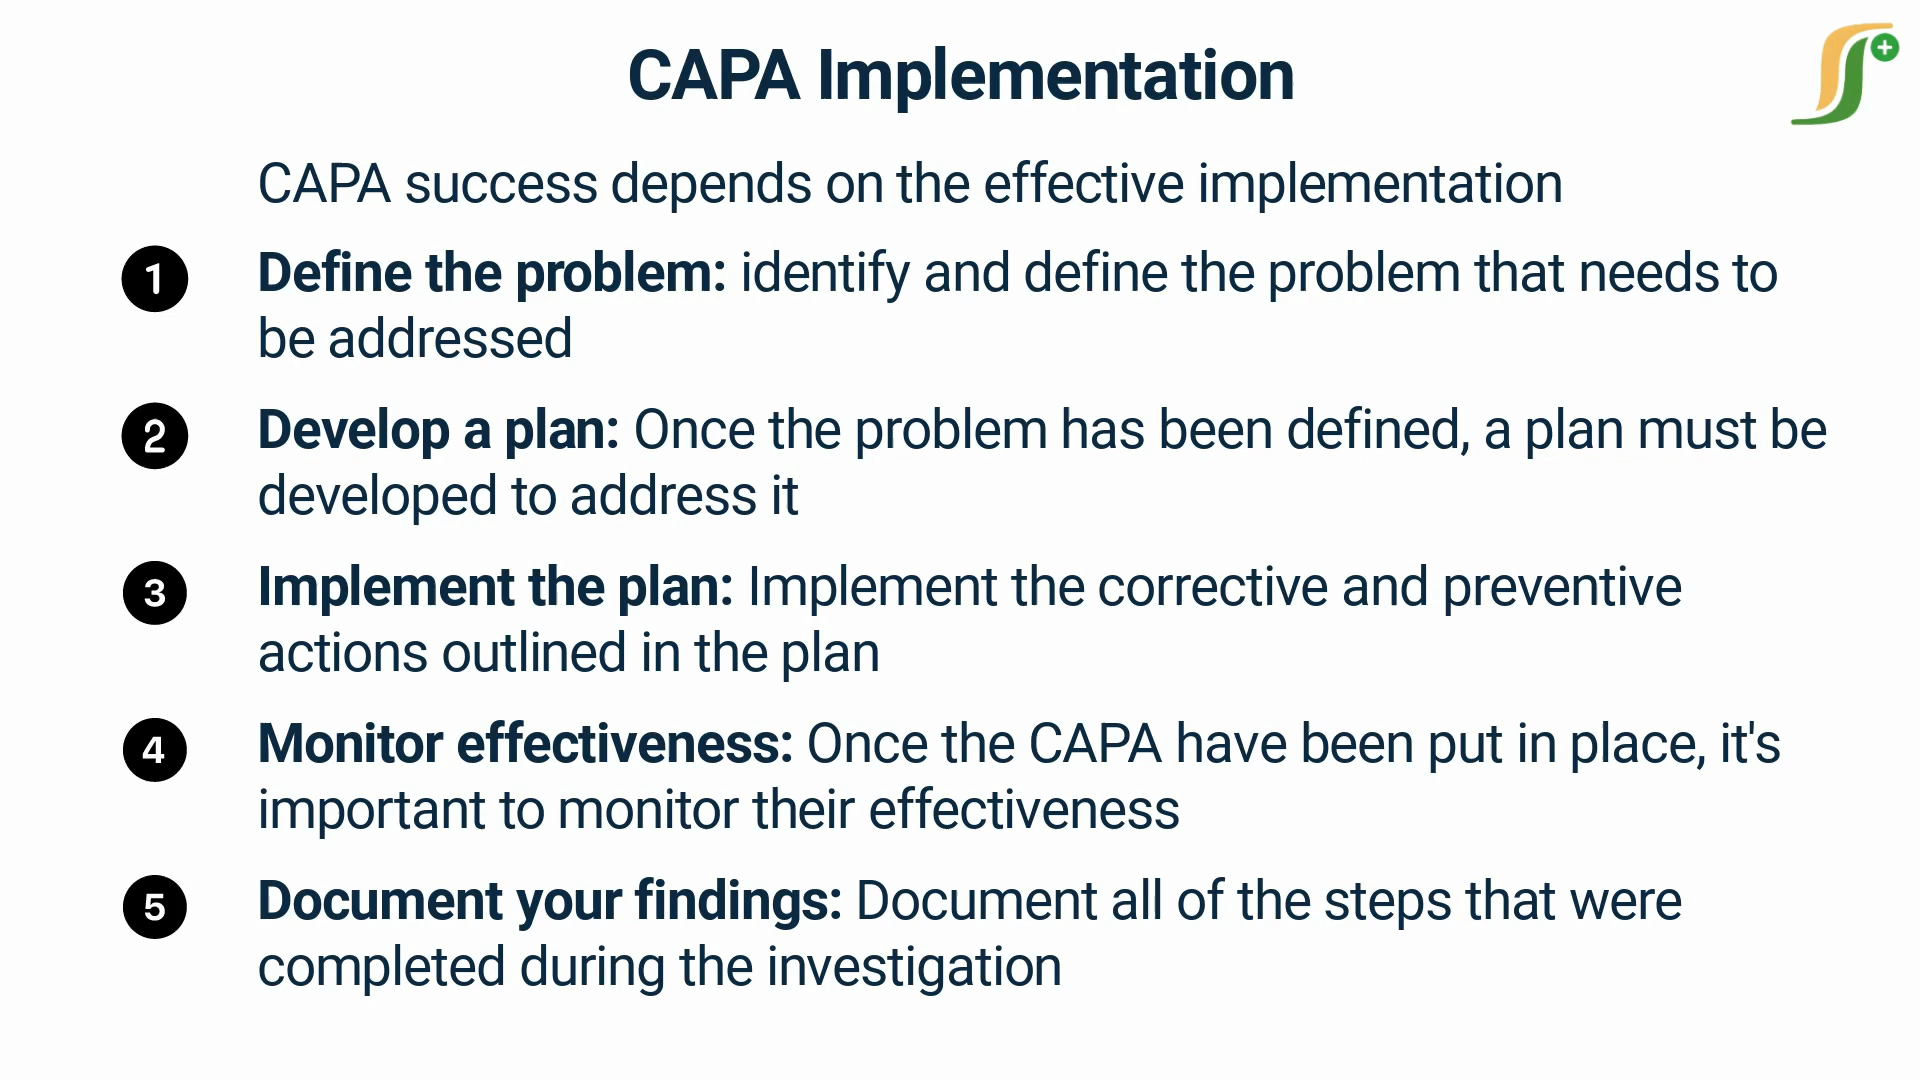 CAPA Implementation
CAPA success depends on the effective implementation
1 Define the problem: identify and define the problem that needs to
be addressed
2 Develop a plan: Once the problem has been defined, a plan must be
developed to address it
3 Implement the plan: Implement the corrective and preventive
actions outlined in the plan
4 Monitor effectiveness: Once the CAPA have been put in place, it's
important to monitor their effectiveness
5 Document your findings: Document all of the steps that were
completed during the investigation